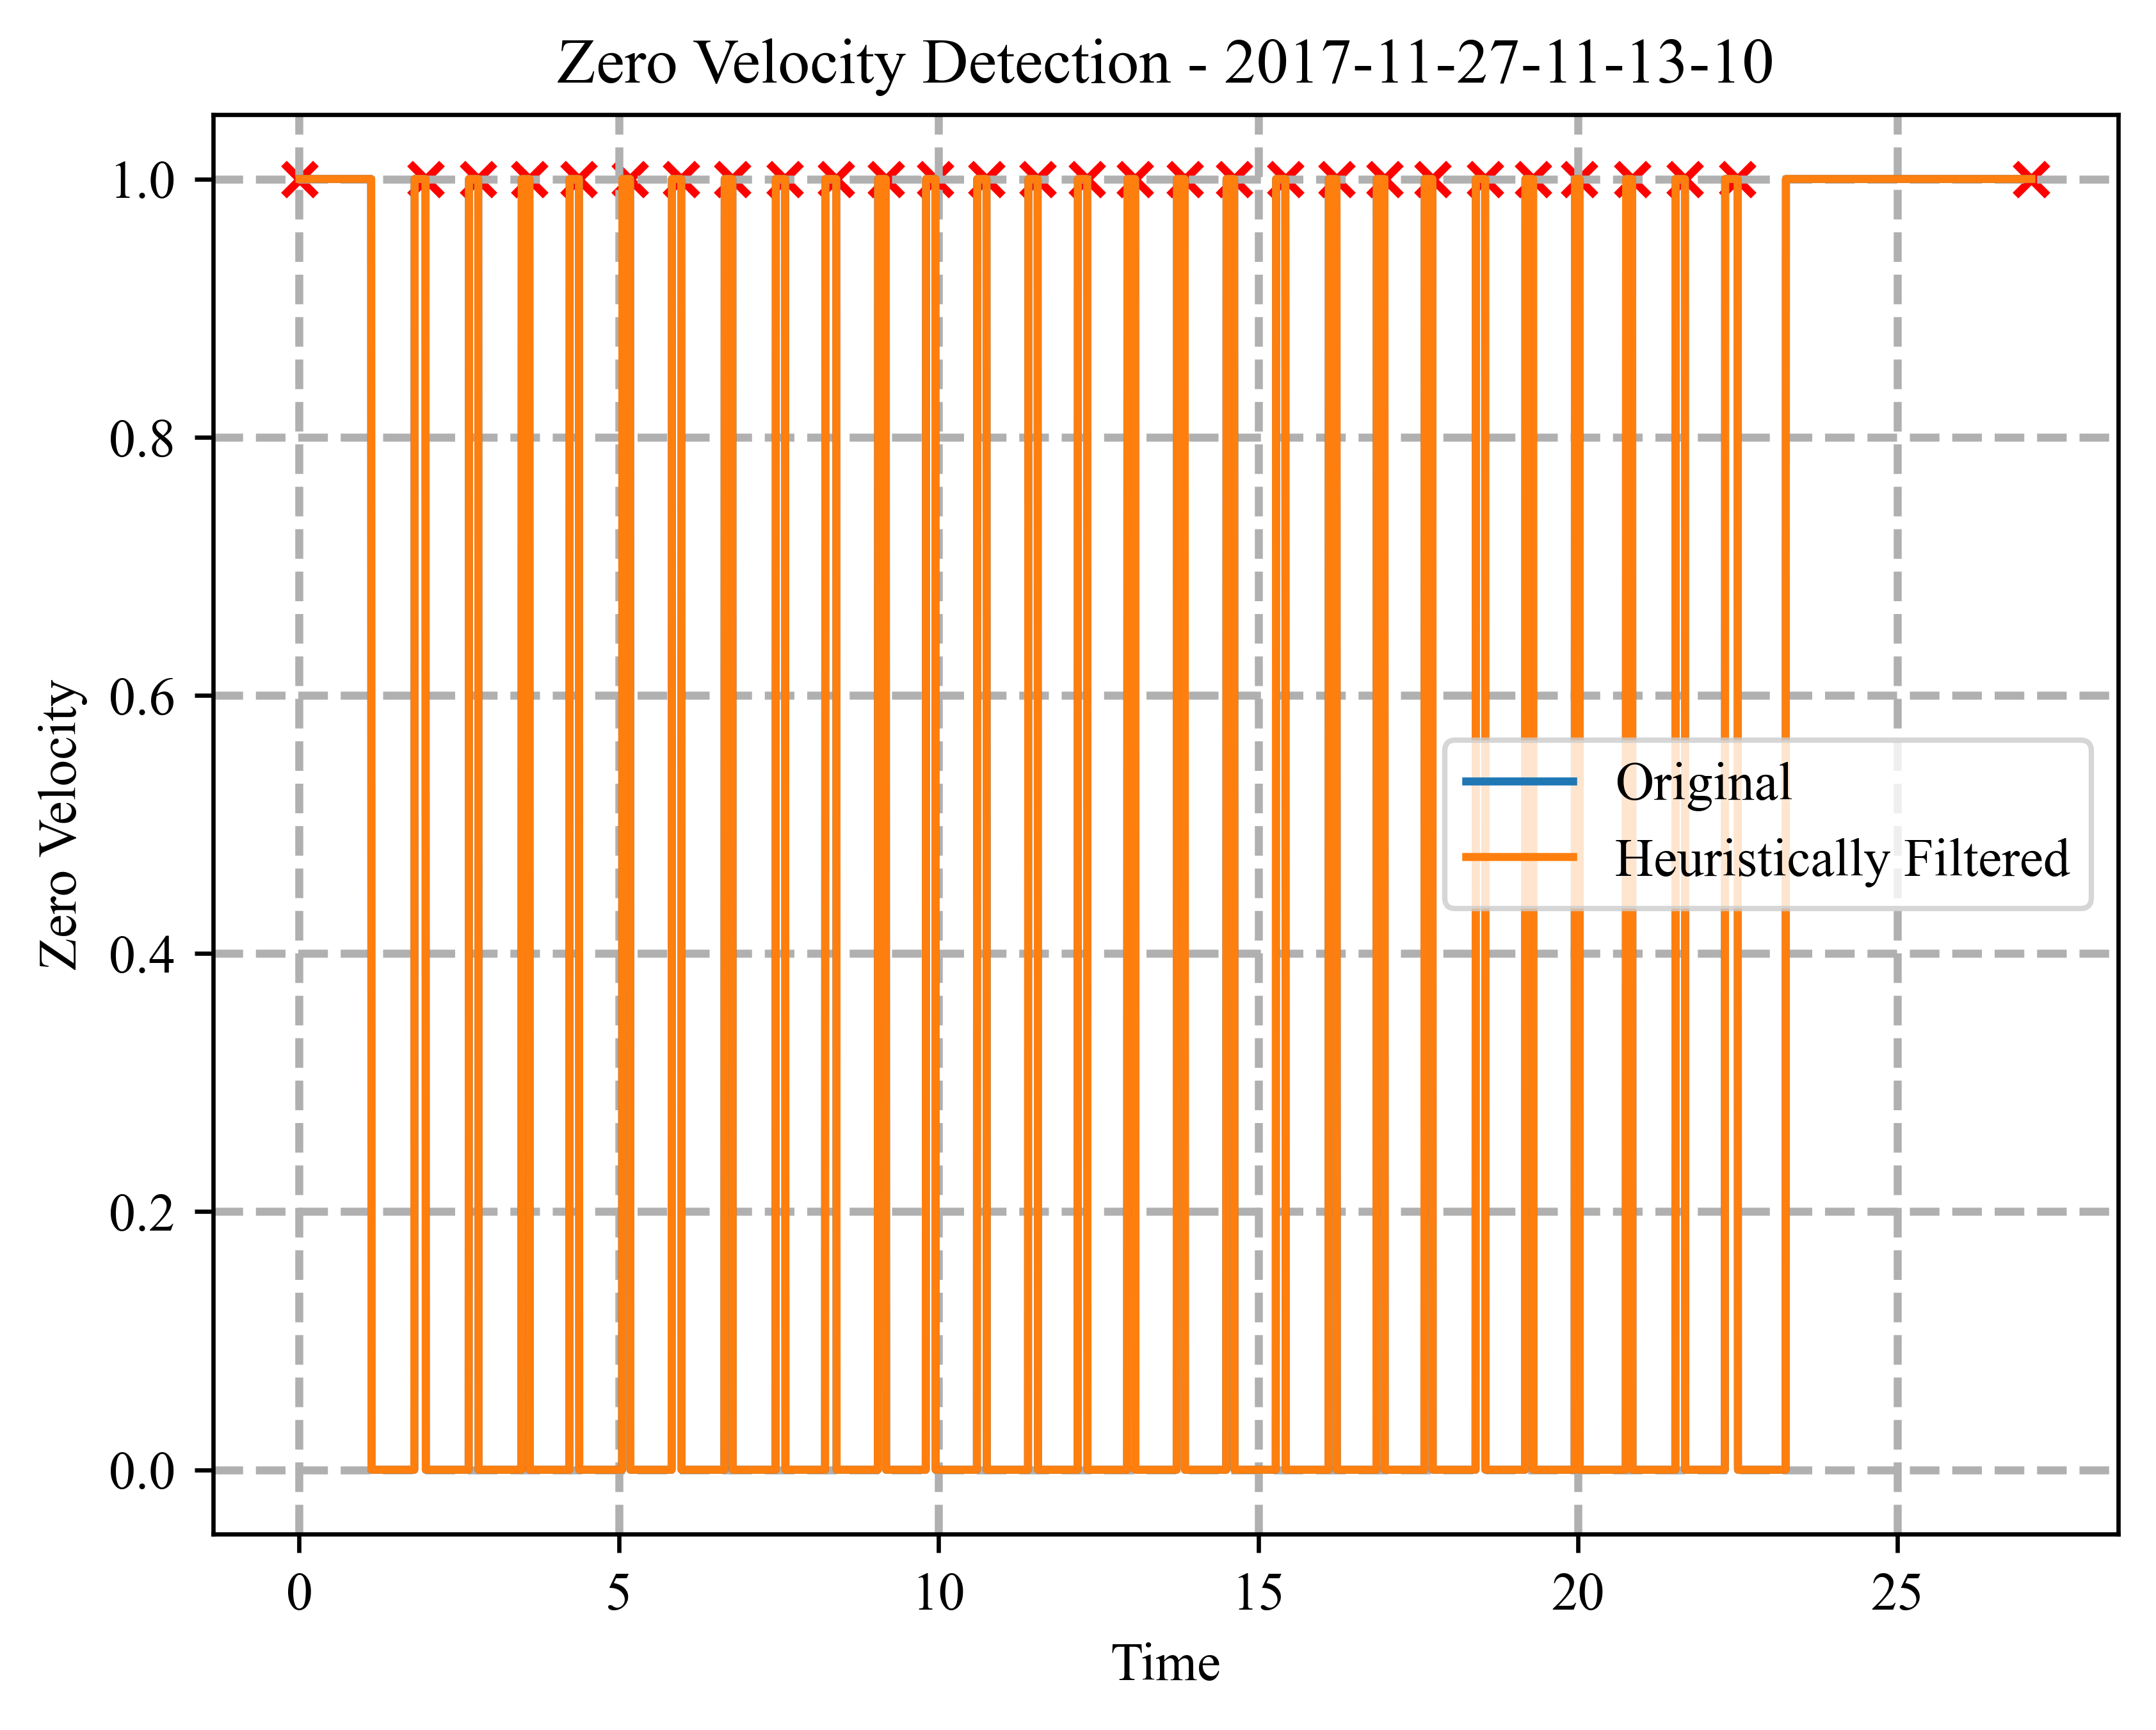 Zero Velocity Detection - 2017-11-27-11-13-10
1.0
0.8
0.6
0.4
0.2
0.0
Zero Velocity
Original
Heuristically Filtered
0 5 10 15 20 25
Time